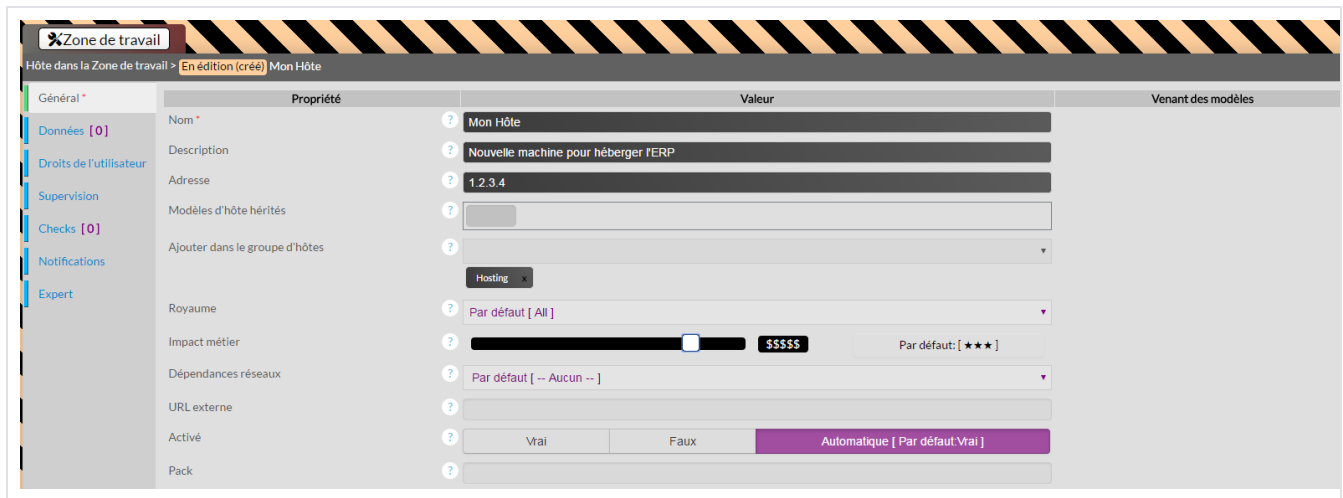 Zone de travail
Hôte dans la Zone de travail > En édition (créé) Mon Hôte
Général * Propriété Valeur Venant des modèles
Données [0]
Droits de l'utilisateur
Supervision
Checks [0]
Notifications
Expert
Nom * ? Mon Hôte
Description ? Nouvelle machine pour héberger l'ERP
Adresse ? 1.2.3.4
Modèles d'hôte hérités ?
Ajouter dans le groupe d'hôtes ?
Hosting x
Royaume ? Par défaut [ All ]
Impact métier ? $$$$$ Par défaut: [ ★★★ ]
Dépendances réseaux ? Par défaut [ -- Aucun -- ]
URL externe ?
Activé ? Vrai Faux Automatique [ Par défaut:Vrai ]
Pack ?